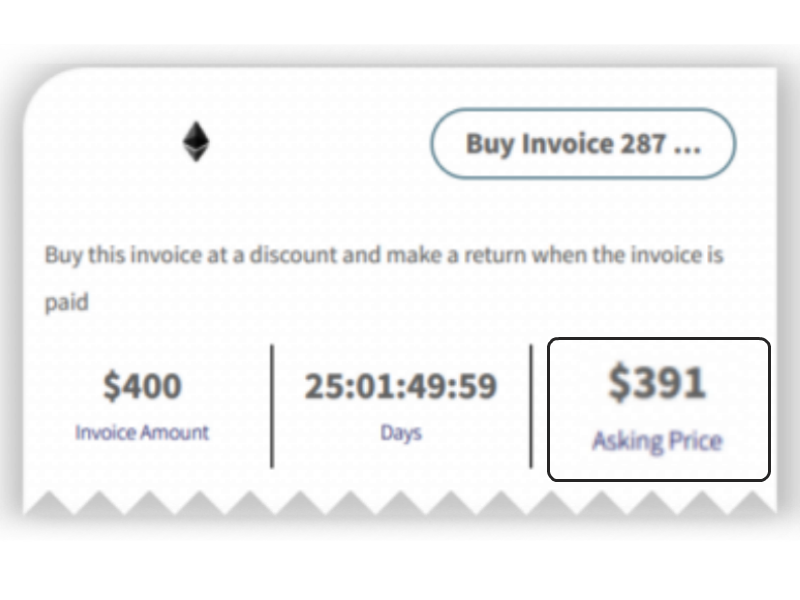 Buy Invoice 287 ...
Buy this invoice at a discount and make a return when the invoice is
paid
$400
Invoice Amount
25:01:49:59
Days
$391
Asking Price